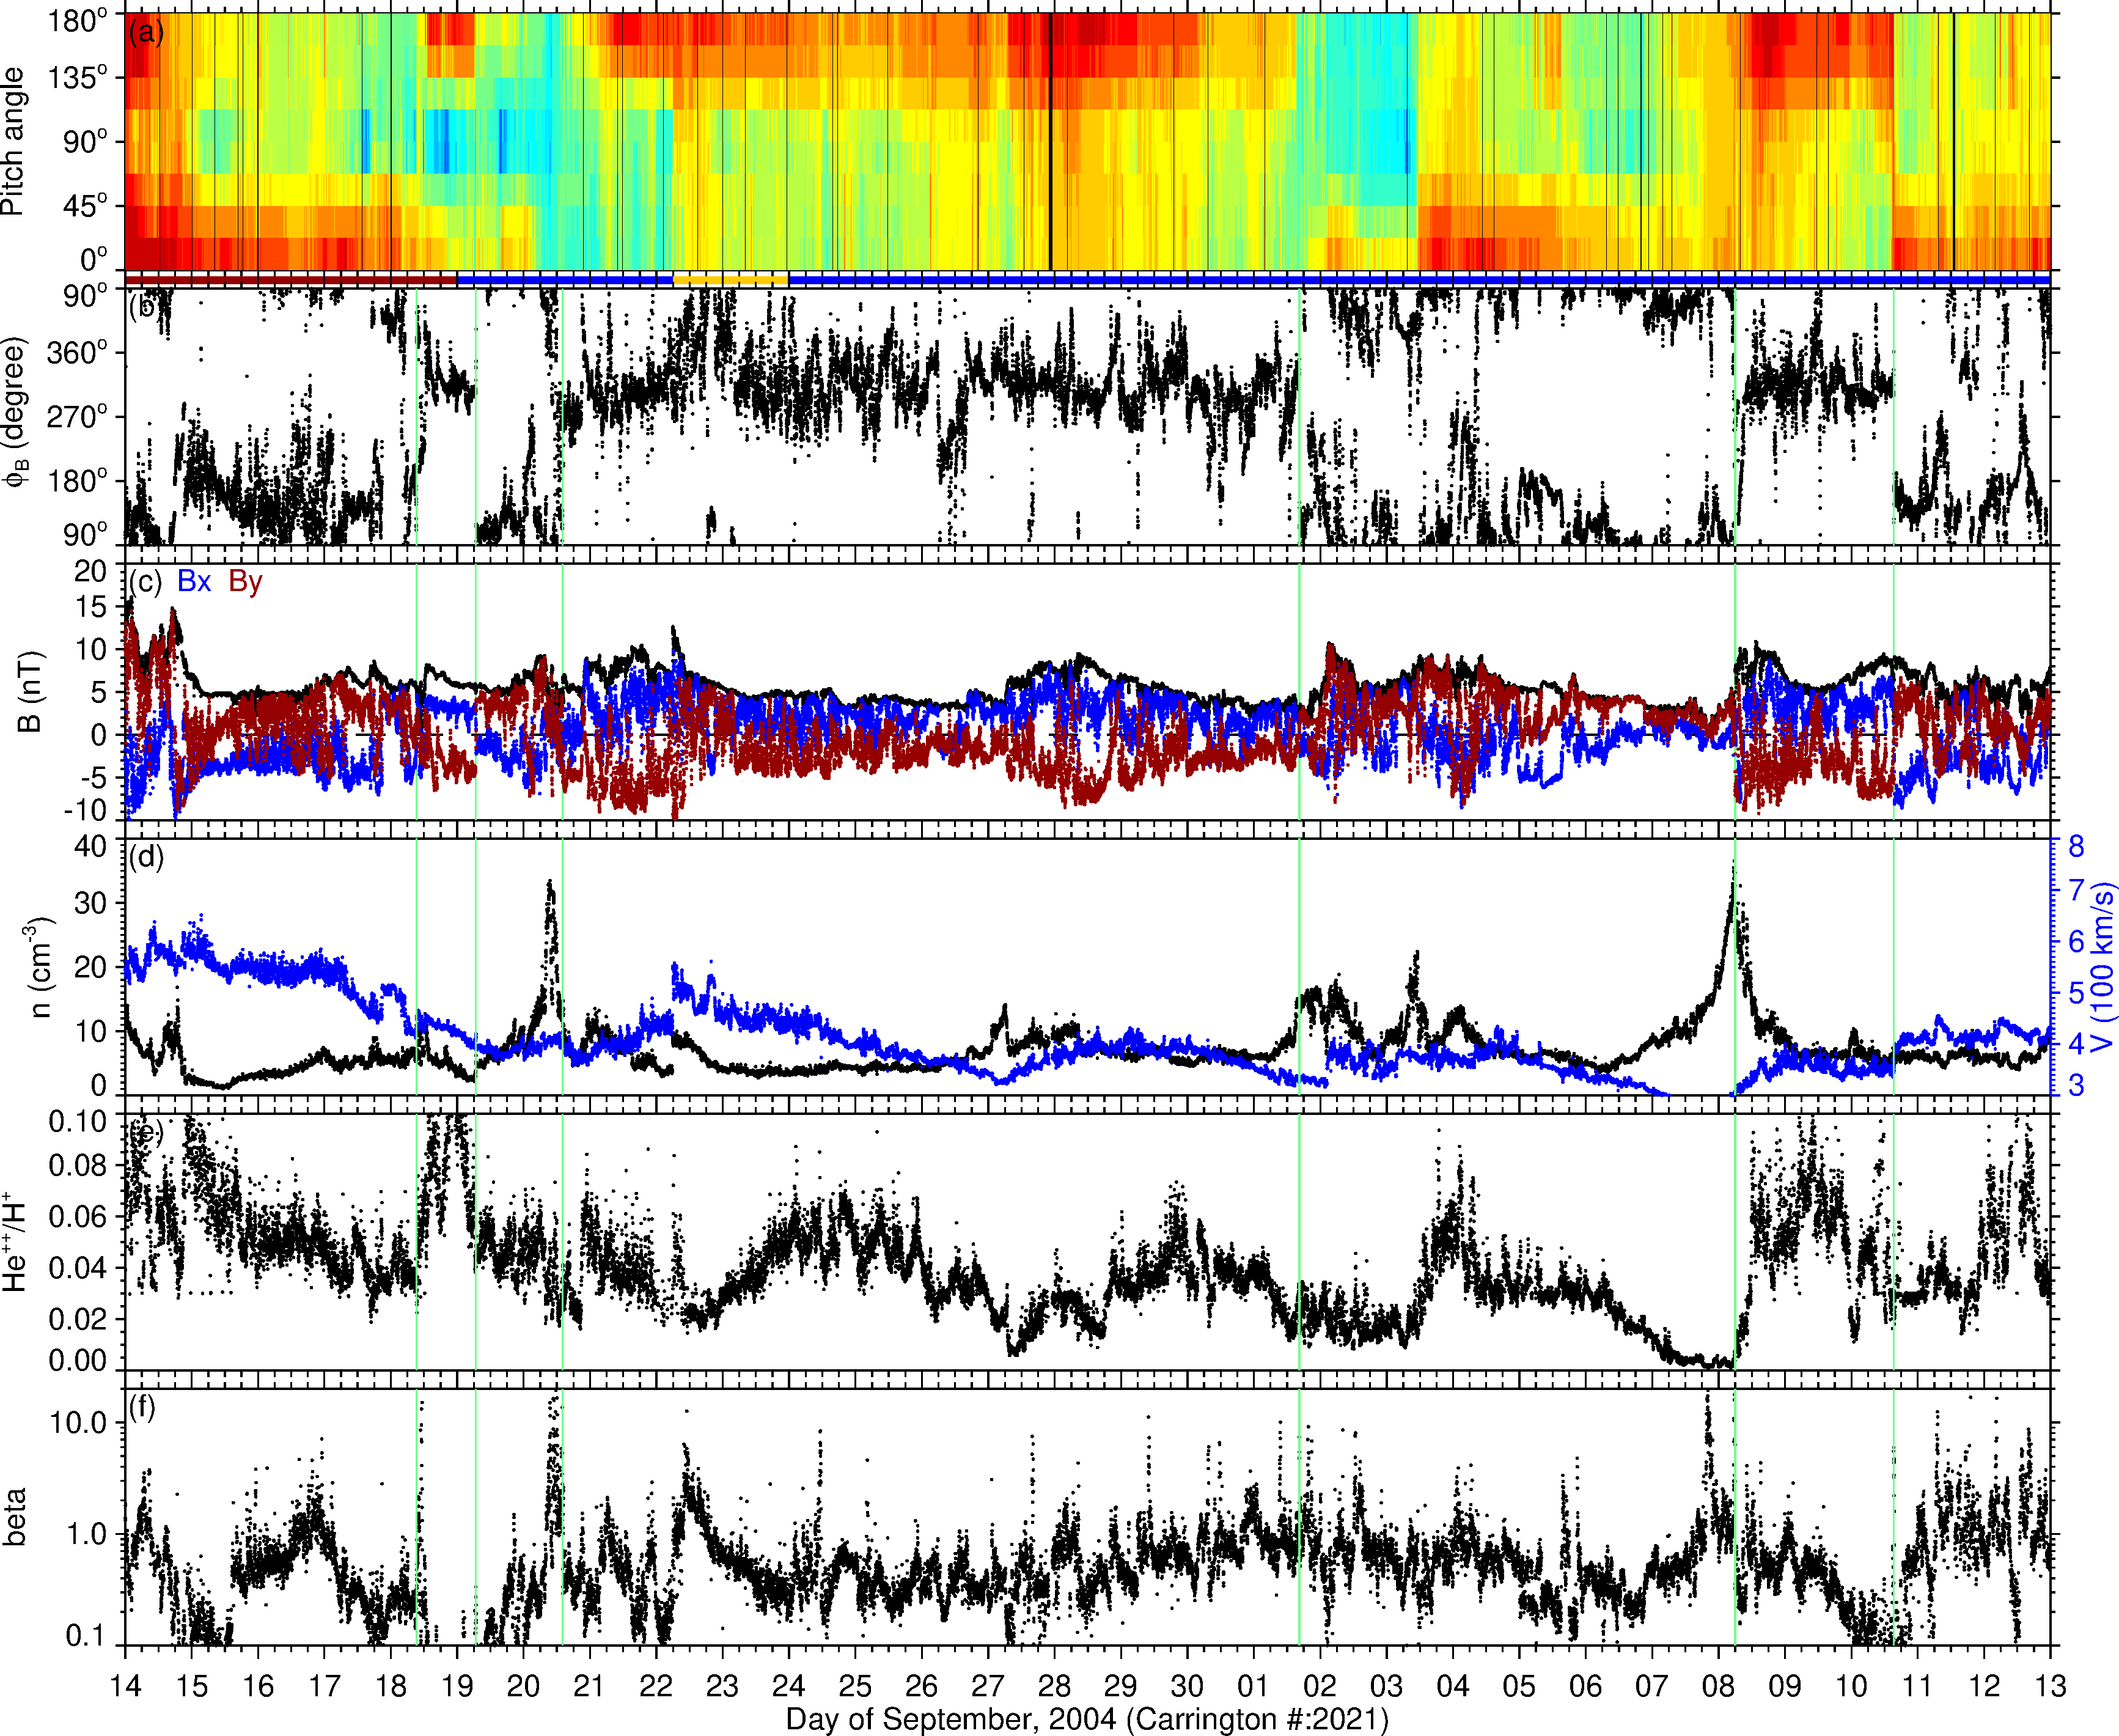 (a)
180°
135°
90°
45°
0°
Pitch angle
(b)
90°
360°
270°
180°
90°
ϕB (degree)
(c) Bx By
20
15
10
5
0
-5
-10
B (nT)
(d)
40
30
20
10
0
n (cm-3)
8
7
6
5
4
3
V (100 km/s)
(e)
0.10
0.08
0.06
0.04
0.02
0.00
He++/H+
(f)
10.0
1.0
0.1
beta
14 15 16 17 18 19 20 21 22 23 24 25 26 27 28 29 30 01 02 03 04 05 06 07 08 09 10 11 12 13
Day of September, 2004 (Carrington #:2021)